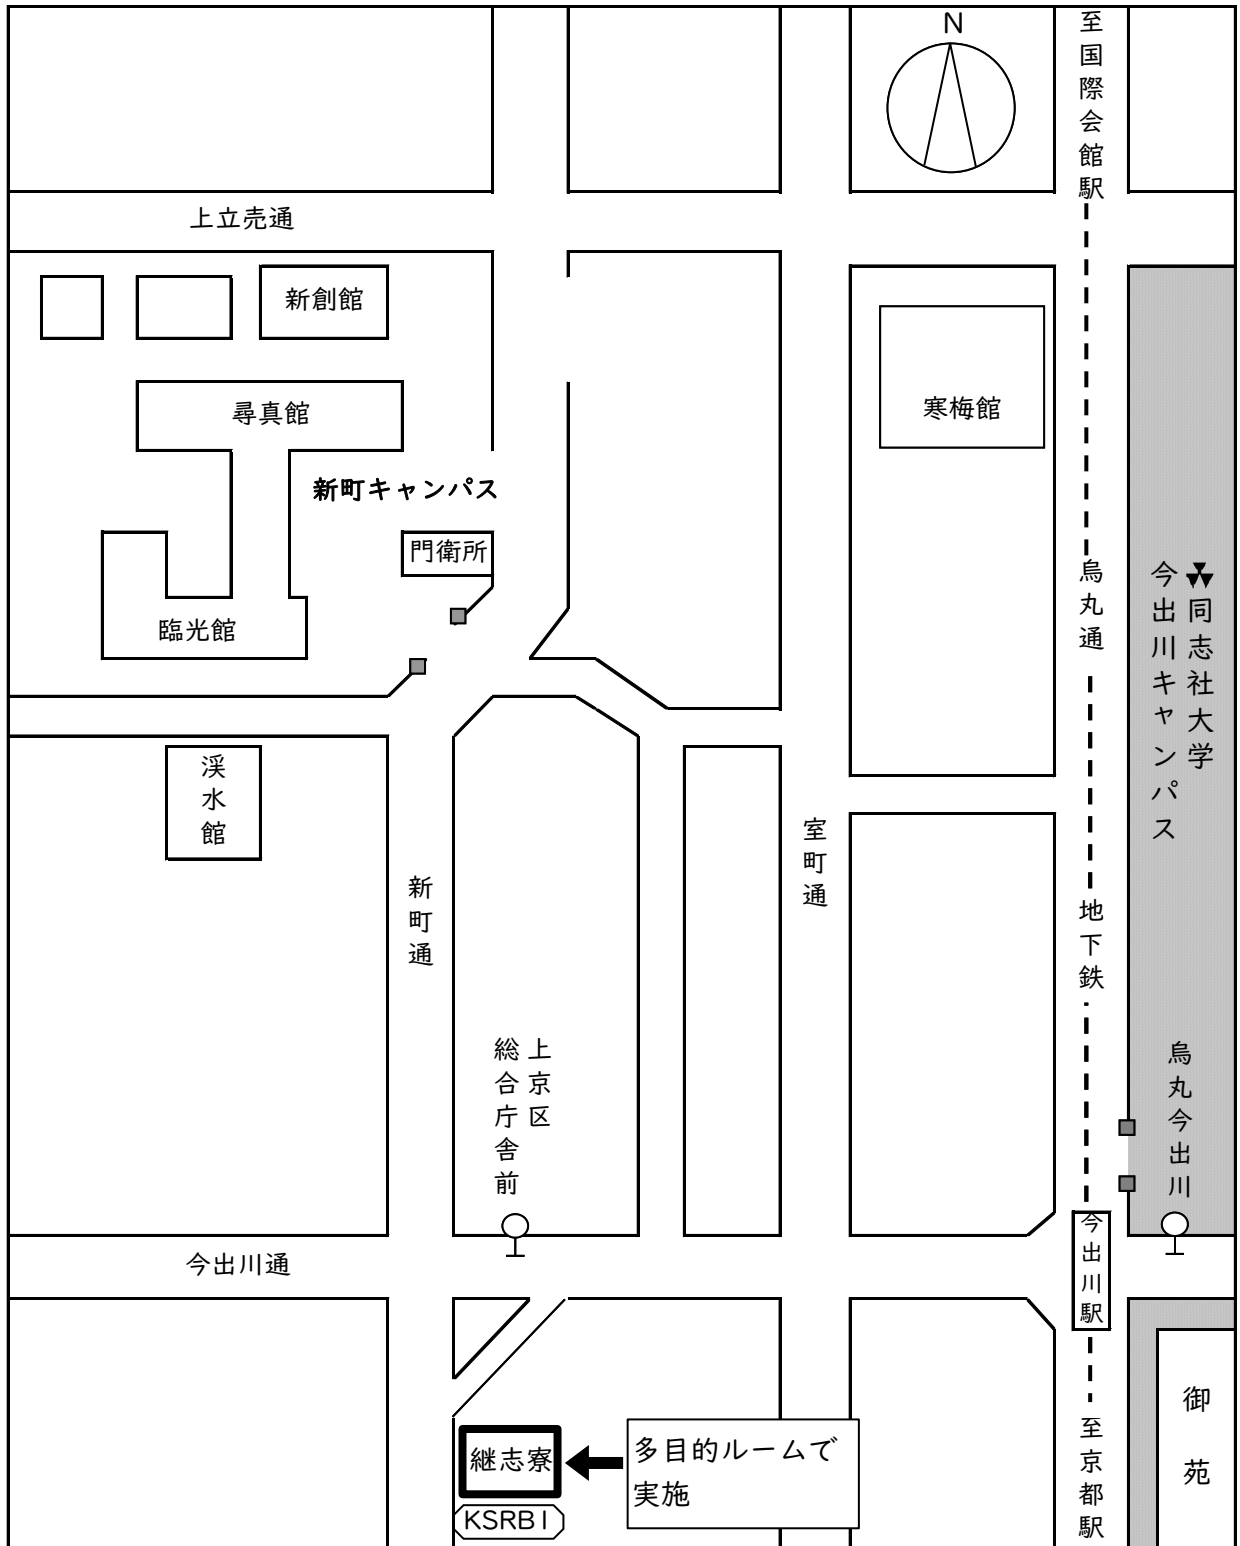 N
至国際会館駅
上立売通
新創館
尋真館
寒梅館
新町キャンパス
門衛所
臨光館
烏丸通
同志社大学
今出川キャンパス
渓水館
室町通
新町通
地下鉄
上京区
総合庁舎前
烏丸今出川
今出川通
今出川駅
御苑
継志寮
多目的ルームで
実施
KSRBI
至京都駅